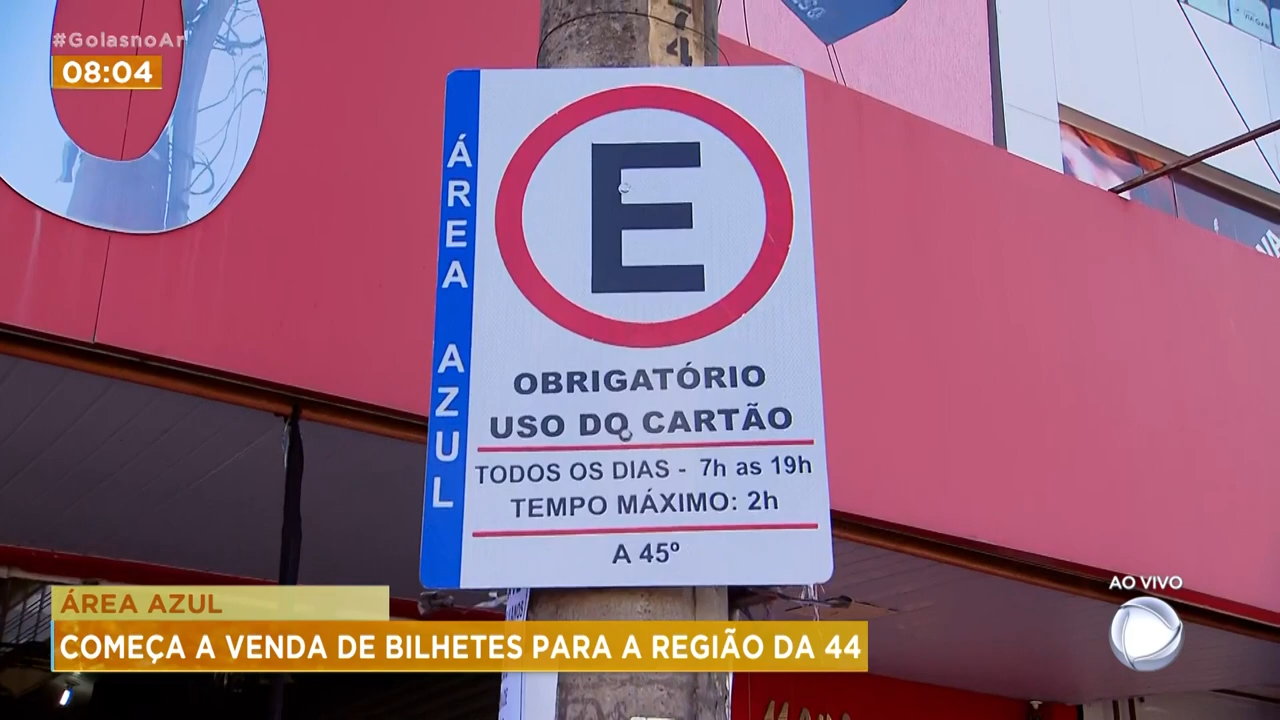 #GoiásnoAr
08:04
ÁREA AZUL
E
OBRIGATÓRIO
USO DO CARTÃO
TODOS OS DIAS - 7h as 19h
TEMPO MÁXIMO: 2h
A 45º
AO VIVO
ÁREA AZUL
COMEÇA A VENDA DE BILHETES PARA A REGIÃO DA 44